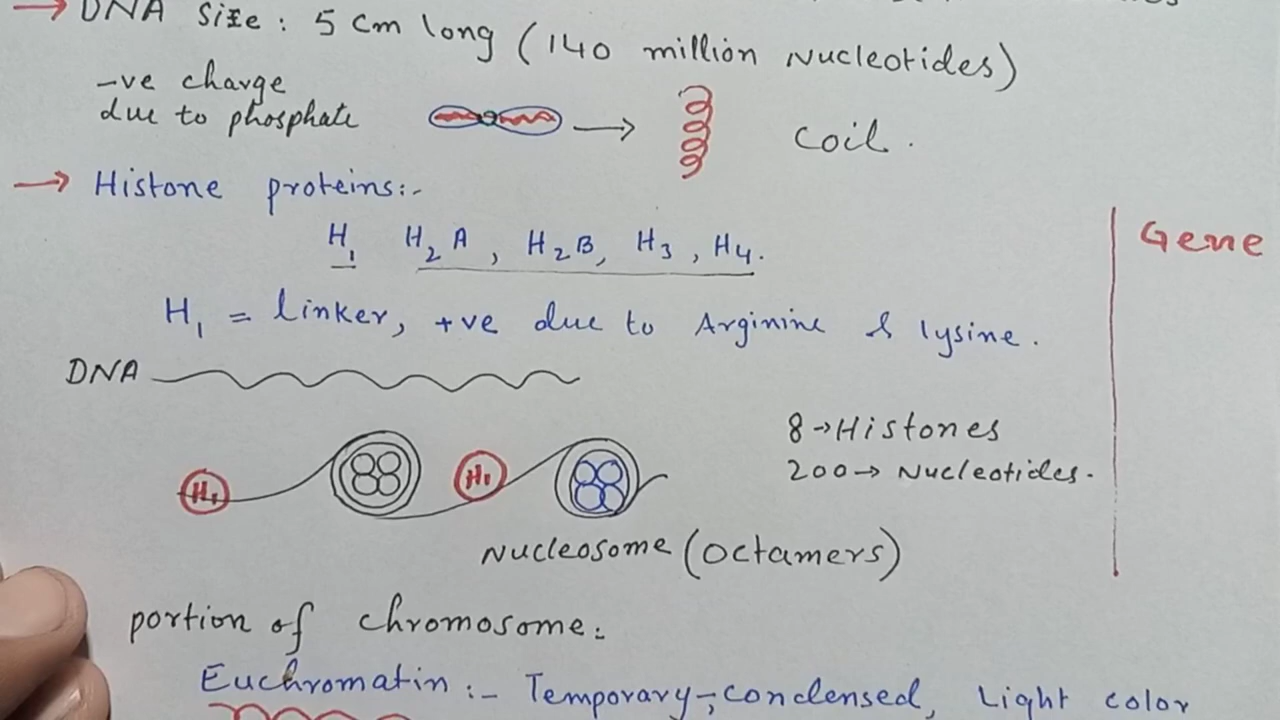 → DNA Size : 5 cm long (140 million Nucleotides)
-ve charge
due to phosphate → coil.
→ Histone proteins:-
H₁ H₂A, H₂B, H₃, H₄.
Gene
H₁ = linker, +ve due to Arginine & lysine.
DNA
8→Histones
200→ Nucleotides.
H₁ H₁
Nucleosome (Octamers)
portion of chromosome:
Euchromatin :- Temporary-condensed, Light color